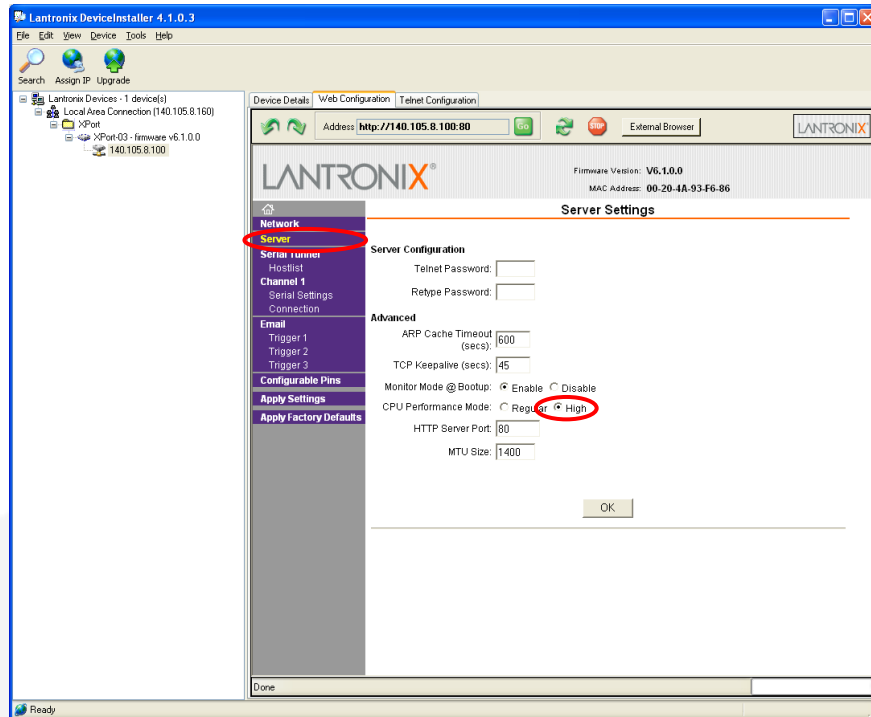 Lantronix DeviceInstaller 4.1.0.3
File Edit View Device Tools Help
Search Assign IP Upgrade
Lantronix Devices - 1 device(s)
Local Area Connection (140.105.8.160)
XPort
XPort-03 - firmware v6.1.0.0
140.105.8.100
Device Details Web Configuration Telnet Configuration
Address http://140.105.8.100:80 Go STOP External Browser LANTRONIX
LANTRONIX®
Firmware Version: V6.1.0.0
MAC Address: 00-20-4A-93-F6-86
Network
Server
Serial Tunnel
Hostlist
Channel 1
Serial Settings
Connection
Email
Trigger 1
Trigger 2
Trigger 3
Configurable Pins
Apply Settings
Apply Factory Defaults
Server Settings
Server Configuration
Telnet Password:
Retype Password:
Advanced
ARP Cache Timeout (secs): 600
TCP Keepalive (secs): 45
Monitor Mode @ Bootup: Enable Disable
CPU Performance Mode: Regular High
HTTP Server Port: 80
MTU Size: 1400
OK
Done
Ready